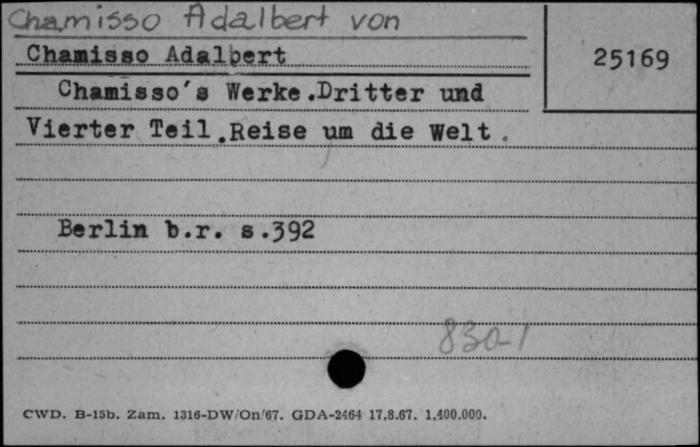 Chamisso Adalbert von
Chamisso Adalbert
25169
Chamisso's Werke.Dritter und
Vierter Teil.Reise um die Welt.
Berlin b.r. s.392
830-1
CWD. B-15b. Zam. 1316-DW/On/67. GDA-2464 17.8.67. 1.400.000.